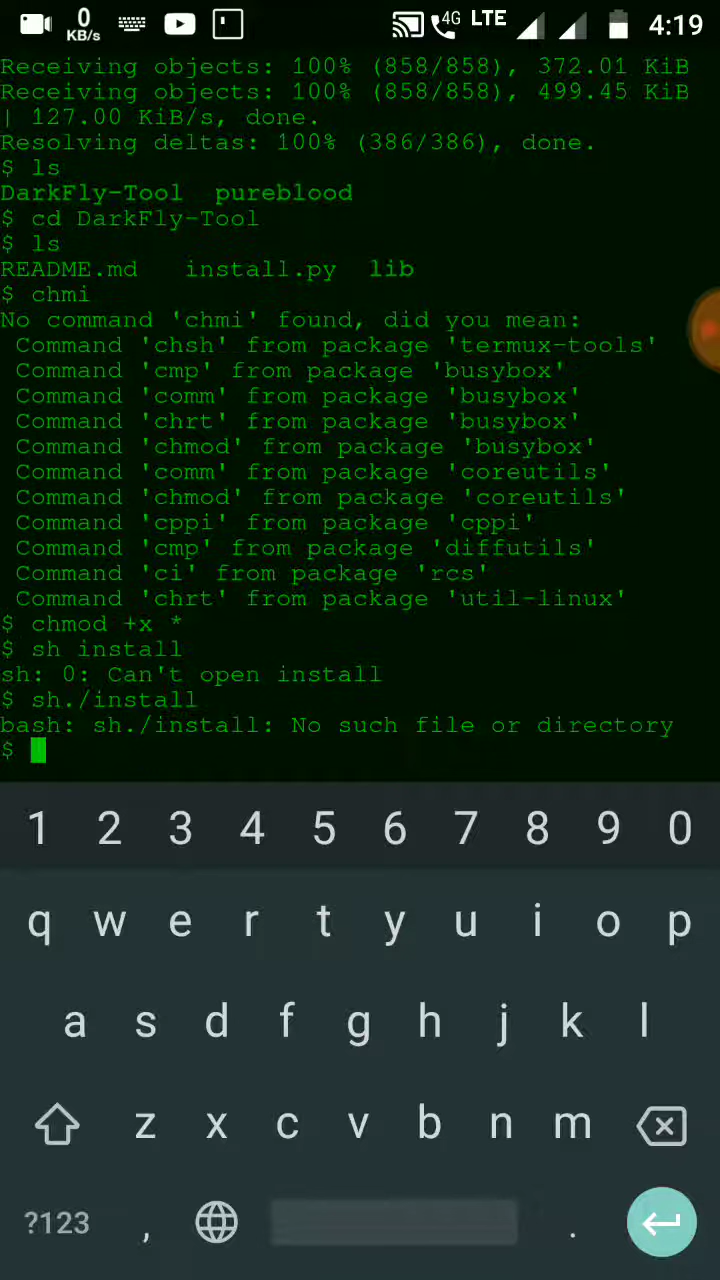 0
KB/s
4G
LTE
4:19
Receiving objects: 100% (858/858), 372.01 KiB
Receiving objects: 100% (858/858), 499.45 KiB
| 127.00 KiB/s, done.
Resolving deltas: 100% (386/386), done.
$ ls
DarkFly-Tool  pureblood
$ cd DarkFly-Tool
$ ls
README.md   install.py  lib
$ chmi
No command 'chmi' found, did you mean:
 Command 'chsh' from package 'termux-tools'
 Command 'cmp' from package 'busybox'
 Command 'comm' from package 'busybox'
 Command 'chrt' from package 'busybox'
 Command 'chmod' from package 'busybox'
 Command 'comm' from package 'coreutils'
 Command 'chmod' from package 'coreutils'
 Command 'cppi' from package 'cppi'
 Command 'cmp' from package 'diffutils'
 Command 'ci' from package 'rcs'
 Command 'chrt' from package 'util-linux'
$ chmod +x *
$ sh install
sh: 0: Can't open install
$ sh./install
bash: sh./install: No such file or directory
$
1 2 3 4 5 6 7 8 9 0
q w e r t y u i o p
a s d f g h j k l
z x c v b n m
?123 , .